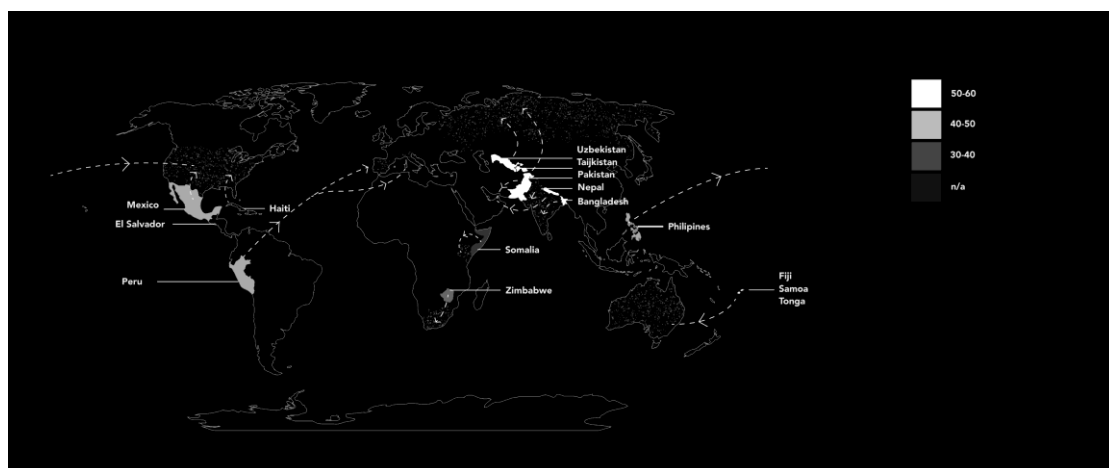 50-60
40-50
30-40
n/a
Uzbekistan
Taijkistan
Pakistan
Nepal
Bangladesh
Mexico
Haiti
El Salvador
Philipines
Somalia
Peru
Zimbabwe
Fiji
Samoa
Tonga